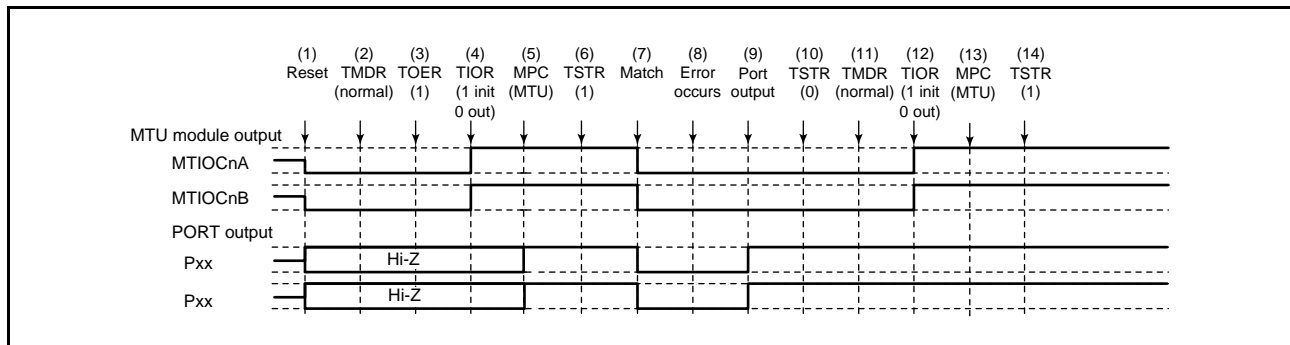 (1) (2) (3) (4) (5) (6) (7) (8) (9) (10) (11) (12) (13) (14)
Reset TMDR TOER TIOR MPC TSTR Match Error Port TSTR TMDR TIOR MPC TSTR
(normal) (1) (1 init (MTU) (1) occurs output (0) (normal) (1 init (MTU) (1)
0 out) 0 out)
MTU module output
MTIOCnA
MTIOCnB
PORT output
Pxx Hi-Z
Pxx Hi-Z